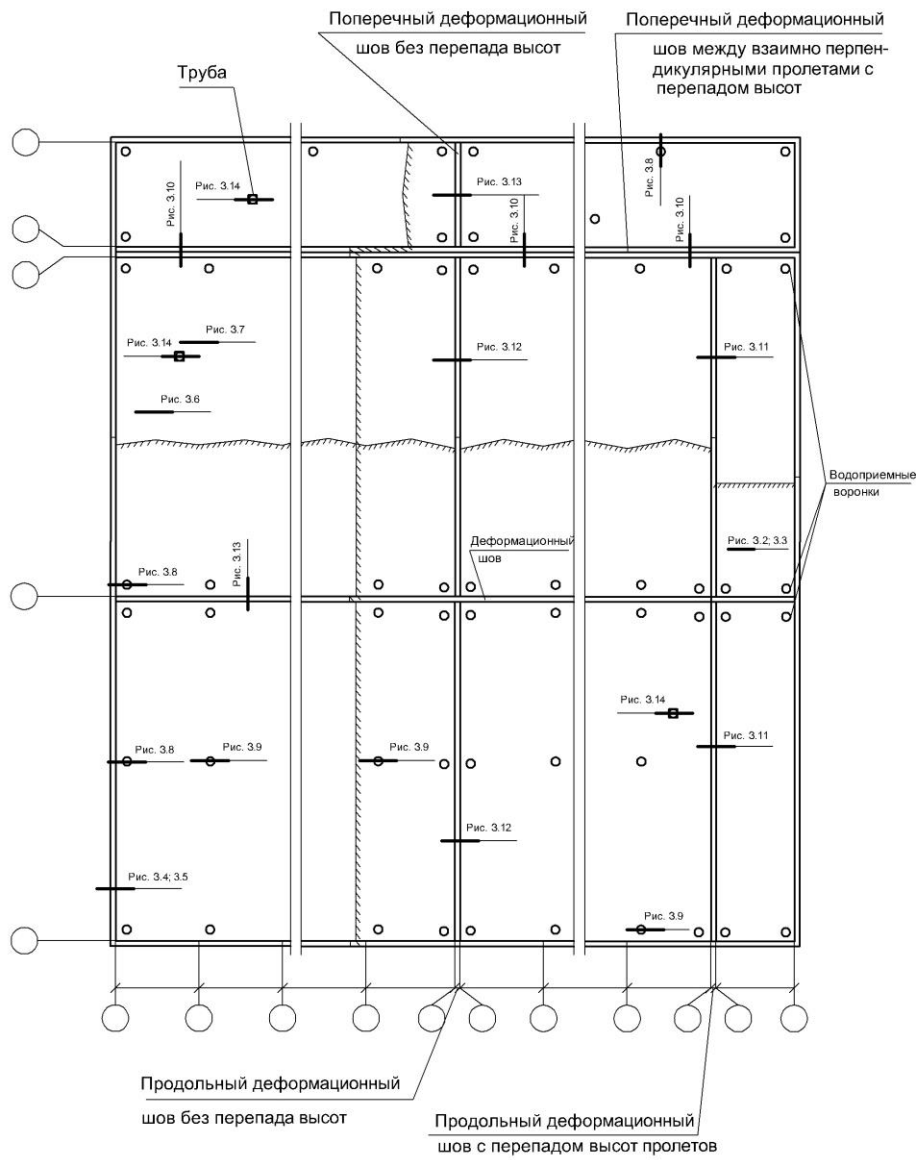 Поперечный деформационный
шов без перепада высот
Поперечный деформационный
шов между взаимно перпен-
дикулярными пролетами с
перепадом высот
Труба
Рис. 3.10
Рис. 3.14
Рис. 3.13
Рис. 3.10
Рис. 3.8
Рис. 3.10
Рис. 3.7
Рис. 3.14
Рис. 3.6
Рис. 3.12
Рис. 3.11
Водоприемные
воронки
Деформационный
шов
Рис. 3.2; 3.3
Рис. 3.8
Рис. 3.13
Рис. 3.14
Рис. 3.8
Рис. 3.9
Рис. 3.9
Рис. 3.11
Рис. 3.12
Рис. 3.4; 3.5
Рис. 3.9
Продольный деформационный
шов без перепада высот
Продольный деформационный
шов с перепадом высот пролетов